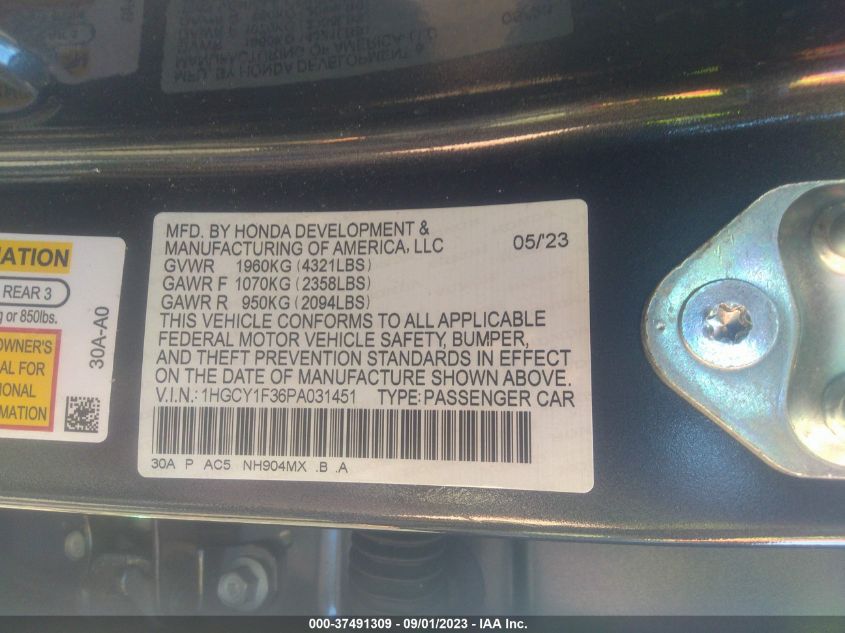 MFD. BY HONDA DEVELOPMENT &
MANUFACTURING OF AMERICA, LLC 05/'23
GVWR 1960KG (4321LBS)
GAWR F 1070KG (2358LBS)
GAWR R 950KG (2094LBS)
THIS VEHICLE CONFORMS TO ALL APPLICABLE
FEDERAL MOTOR VEHICLE SAFETY, BUMPER,
AND THEFT PREVENTION STANDARDS IN EFFECT
ON THE DATE OF MANUFACTURE SHOWN ABOVE.
V.I.N.: 1HGCY1F36PA031451 TYPE: PASSENGER CAR
30A P AC5 NH904MX .B .A
REAR 3
or 850lbs.
OWNER'S
FOR
30A-A0
000-37491309 / 09/01/2023 / IAA Inc.